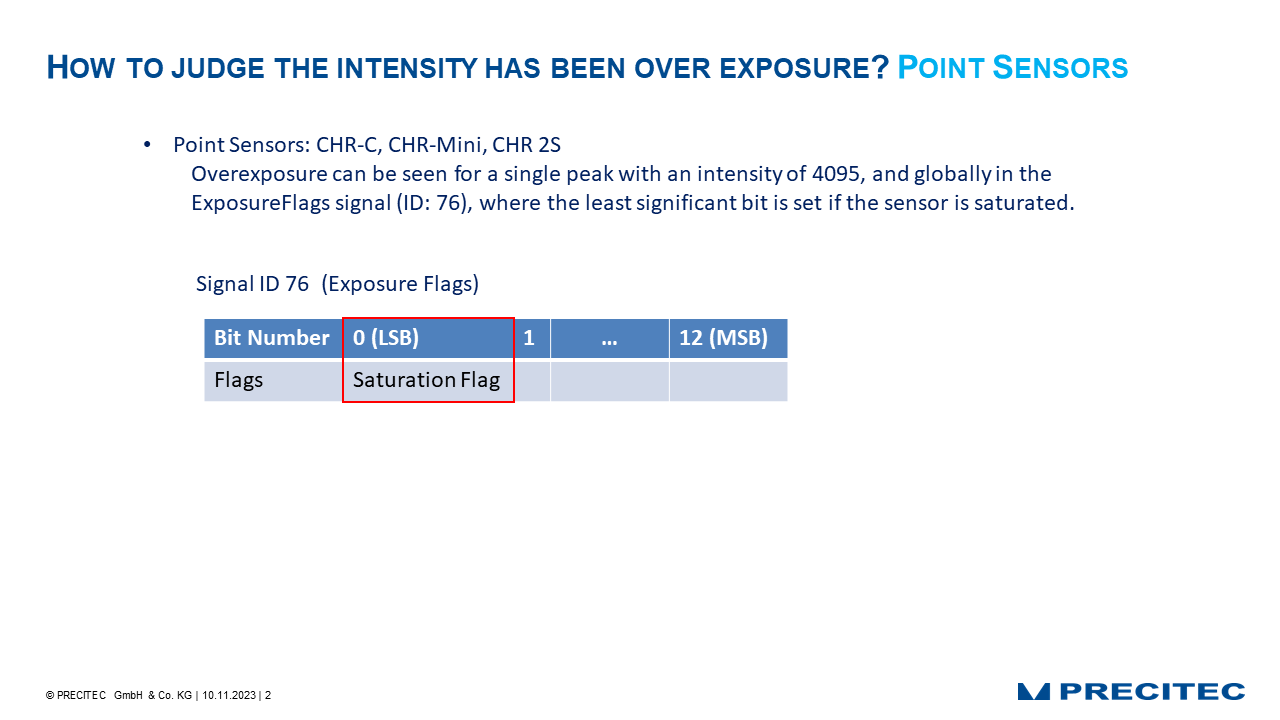 HOW TO JUDGE THE INTENSITY HAS BEEN OVER EXPOSURE? POINT SENSORS
• Point Sensors: CHR-C, CHR-Mini, CHR 2S
Overexposure can be seen for a single peak with an intensity of 4095, and globally in the
ExposureFlags signal (ID: 76), where the least significant bit is set if the sensor is saturated.
Signal ID 76 (Exposure Flags)
Bit Number 0 (LSB) 1 ... 12 (MSB)
Flags Saturation Flag
© PRECITEC GmbH & Co. KG | 10.11.2023 | 2
PRECITEC